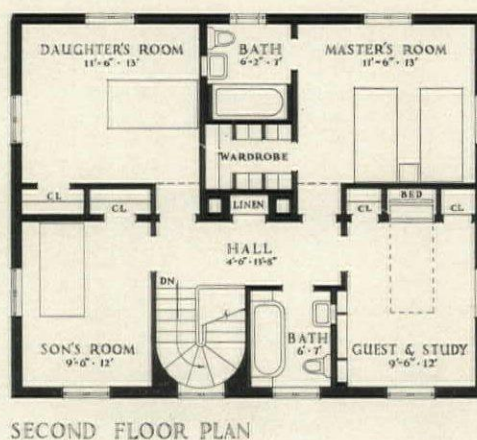 DAUGHTER'S ROOM
11'-6" - 13'
BATH
6'-2" - 7'
MASTER'S ROOM
11'-6" - 13'
WARDROBE
CL
CL
LINEN
CL
BED
CL
HALL
4'-6" - 13'-8"
DN
SON'S ROOM
9'-6" - 12'
BATH
6' - 7'
GUEST & STUDY
9'-6" - 12'
SECOND FLOOR PLAN